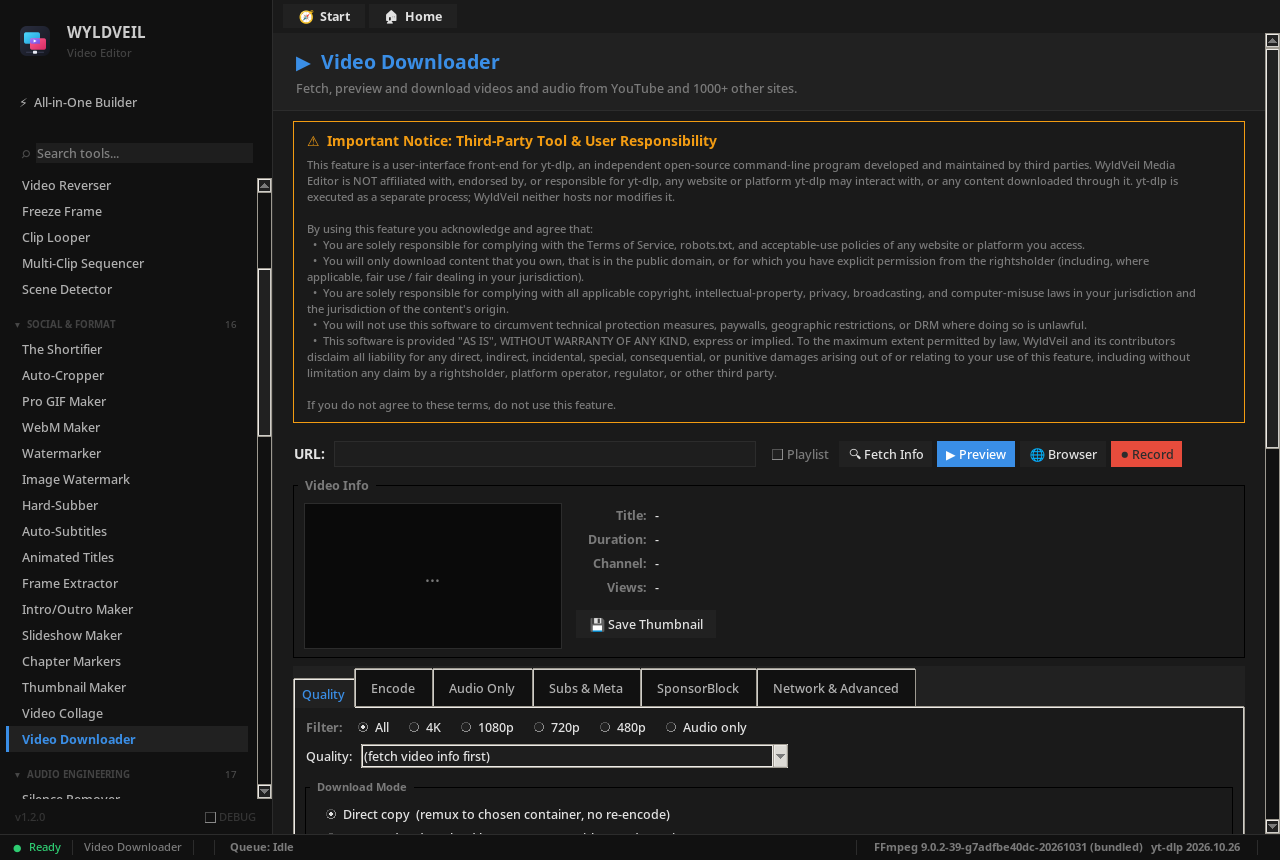 WYLDVEIL
Video Editor
⚡ All-in-One Builder
Search tools...
Video Reverser
Freeze Frame
Clip Looper
Multi-Clip Sequencer
Scene Detector
▾ SOCIAL & FORMAT 16
The Shortifier
Auto-Cropper
Pro GIF Maker
WebM Maker
Watermarker
Image Watermark
Hard-Subber
Auto-Subtitles
Animated Titles
Frame Extractor
Intro/Outro Maker
Slideshow Maker
Chapter Markers
Thumbnail Maker
Video Collage
Video Downloader
▾ AUDIO ENGINEERING 17
Silence Remover
v1.2.0 DEBUG
Start Home
▶ Video Downloader
Fetch, preview and download videos and audio from YouTube and 1000+ other sites.
⚠ Important Notice: Third-Party Tool & User Responsibility
This feature is a user-interface front-end for yt-dlp, an independent open-source command-line program developed and maintained by third parties. WyldVeil Media
Editor is NOT affiliated with, endorsed by, or responsible for yt-dlp, any website or platform yt-dlp may interact with, or any content downloaded through it. yt-dlp is
executed as a separate process; WyldVeil neither hosts nor modifies it.
By using this feature you acknowledge and agree that:
• You are solely responsible for complying with the Terms of Service, robots.txt, and acceptable-use policies of any website or platform you access.
• You will only download content that you own, that is in the public domain, or for which you have explicit permission from the rightsholder (including, where
applicable, fair use / fair dealing in your jurisdiction).
• You are solely responsible for complying with all applicable copyright, intellectual-property, privacy, broadcasting, and computer-misuse laws in your jurisdiction and
the jurisdiction of the content's origin.
• You will not use this software to circumvent technical protection measures, paywalls, geographic restrictions, or DRM where doing so is unlawful.
• This software is provided "AS IS", WITHOUT WARRANTY OF ANY KIND, express or implied. To the maximum extent permitted by law, WyldVeil and its contributors
disclaim all liability for any direct, indirect, incidental, special, consequential, or punitive damages arising out of or relating to your use of this feature, including without
limitation any claim by a rightsholder, platform operator, regulator, or other third party.
If you do not agree to these terms, do not use this feature.
URL: Playlist Fetch Info ▶ Preview Browser ● Record
Video Info
...
Title: -
Duration: -
Channel: -
Views: -
Save Thumbnail
Quality Encode Audio Only Subs & Meta SponsorBlock Network & Advanced
Filter: All 4K 1080p 720p 480p Audio only
Quality: (fetch video info first)
Download Mode
Direct copy (remux to chosen container, no re-encode)
● Ready Video Downloader Queue: Idle FFmpeg 9.0.2-39-g7adfbe40dc-20261031 (bundled) yt-dlp 2026.10.26